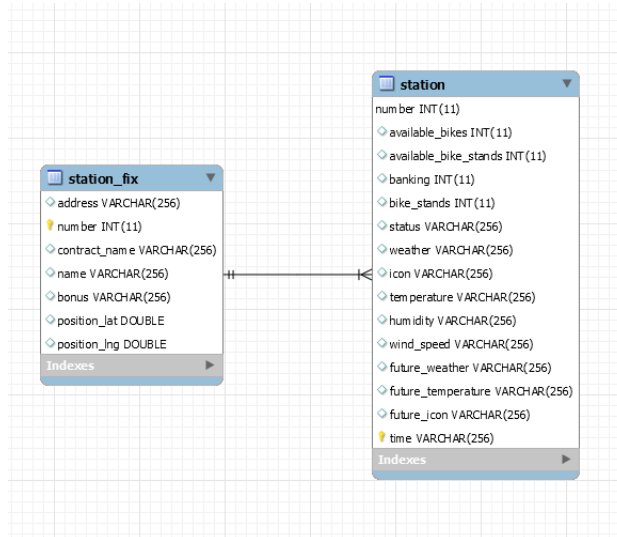 station_fix
address VARCHAR(256)
number INT(11)
contract_name VARCHAR(256)
name VARCHAR(256)
bonus VARCHAR(256)
position_lat DOUBLE
position_lng DOUBLE
Indexes
station
number INT(11)
available_bikes INT(11)
available_bike_stands INT(11)
banking INT(11)
bike_stands INT(11)
status VARCHAR(256)
weather VARCHAR(256)
icon VARCHAR(256)
temperature VARCHAR(256)
humidity VARCHAR(256)
wind_speed VARCHAR(256)
future_weather VARCHAR(256)
future_temperature VARCHAR(256)
future_icon VARCHAR(256)
time VARCHAR(256)
Indexes